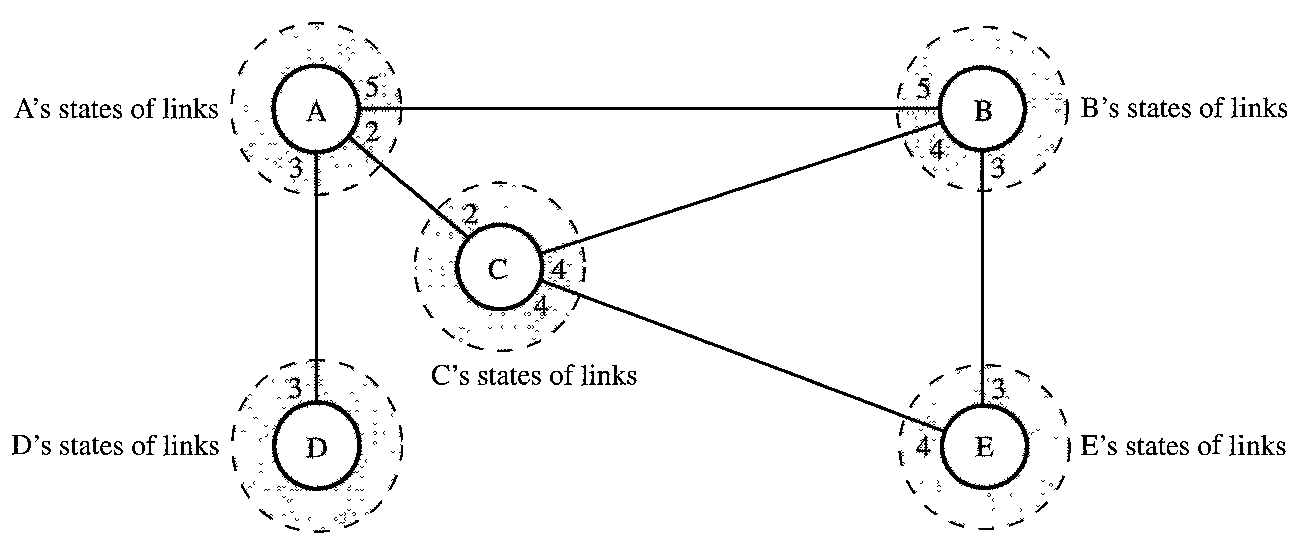 A's states of links
A
5
2
3
5
4
3
B
B's states of links
2
C
4
4
C's states of links
D's states of links
3
D
3
4
E
E's states of links